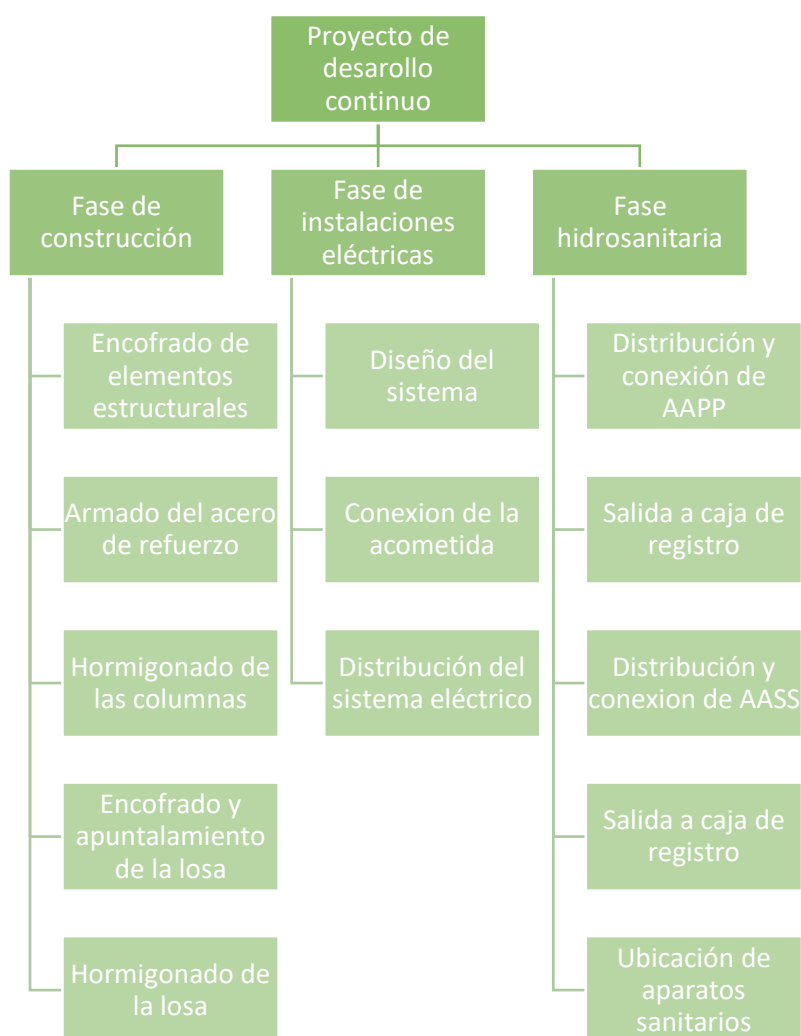 Proyecto de
desarollo
continuo
Fase de
construcción
Encofrado de
elementos
estructurales
Armado del acero
de refuerzo
Hormigonado de
las columnas
Encofrado y
apuntalamiento
de la losa
Hormigonado de
la losa
Fase de
instalaciones
eléctricas
Diseño del
sistema
Conexion de la
acometida
Distribución del
sistema eléctrico
Fase
hidrosanitaria
Distribución y
conexión de
AAPP
Salida a caja de
registro
Distribución y
conexion de AASS
Salida a caja de
registro
Ubicación de
aparatos
sanitarios